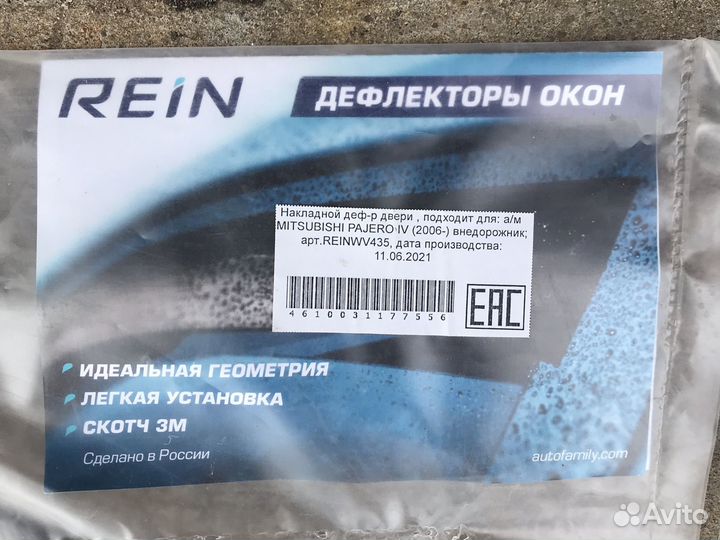 REiN
ДЕФЛЕКТОРЫ ОКОН
Накладной деф-р двери , подходит для: а/м
MITSUBISHI PAJERO IV (2006-) внедорожник;
арт.REINWV435, дата производства:
11.06.2021
4610031177556
EAC
ИДЕАЛЬНАЯ ГЕОМЕТРИЯ
ЛЕГКАЯ УСТАНОВКА
СКОТЧ 3М
Сделано в России
autofamily.com
Avito